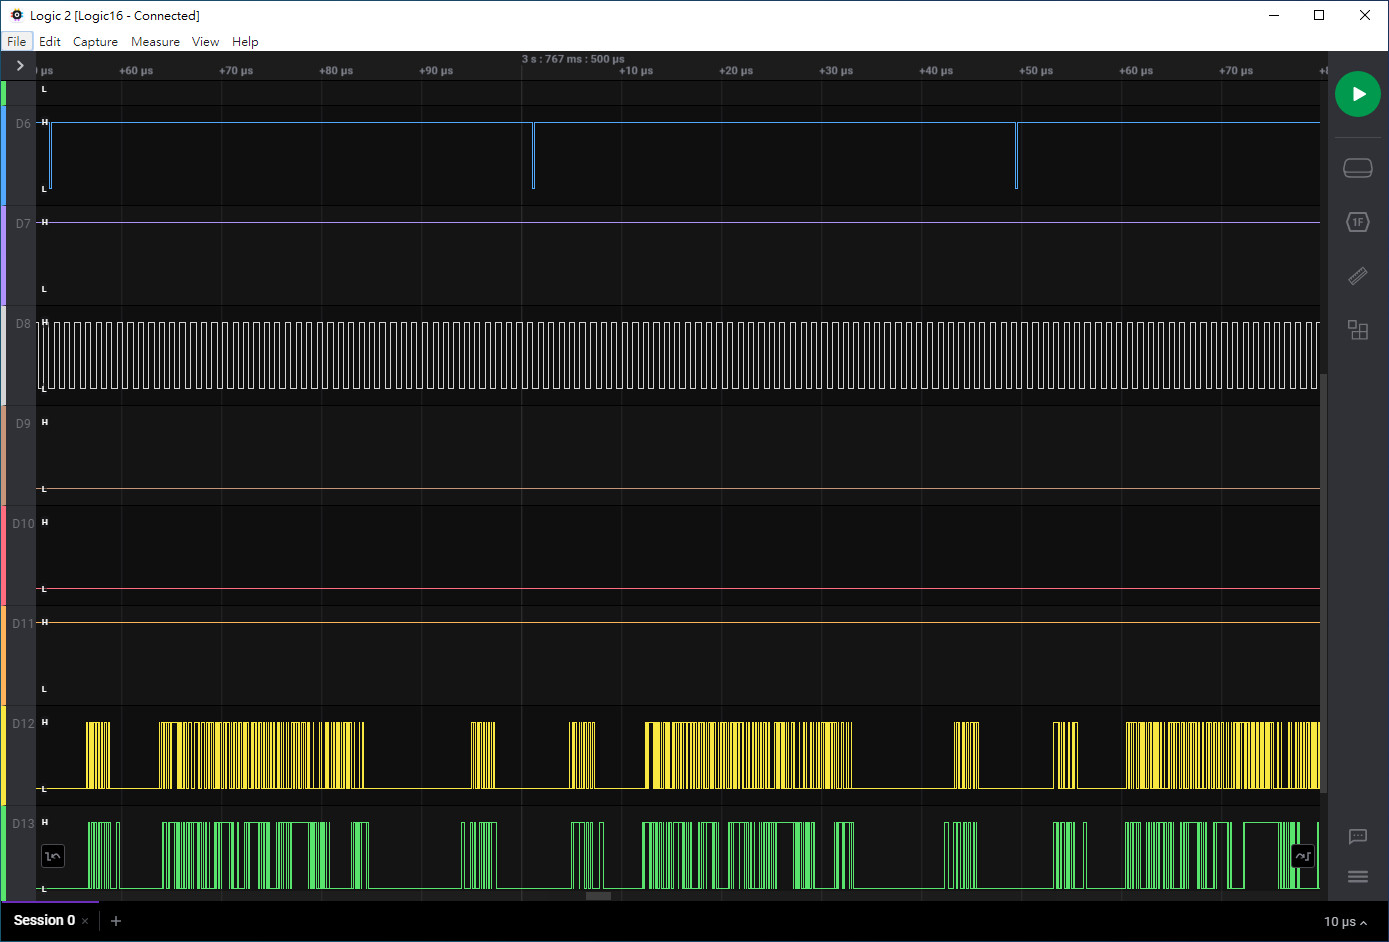 Logic 2 [Logic16 - Connected]
File Edit Capture Measure View Help
3 s : 767 ms : 500 µs
µs +60 µs +70 µs +80 µs +90 µs +10 µs +20 µs +30 µs +40 µs +50 µs +60 µs +70 µs
L
D6 H
L
D7 H
L
1F
D8 H
L
D9 H
L
D10 H
L
D11 H
L
D12 H
L
D13 H
L
Session 0 × +
10 µs